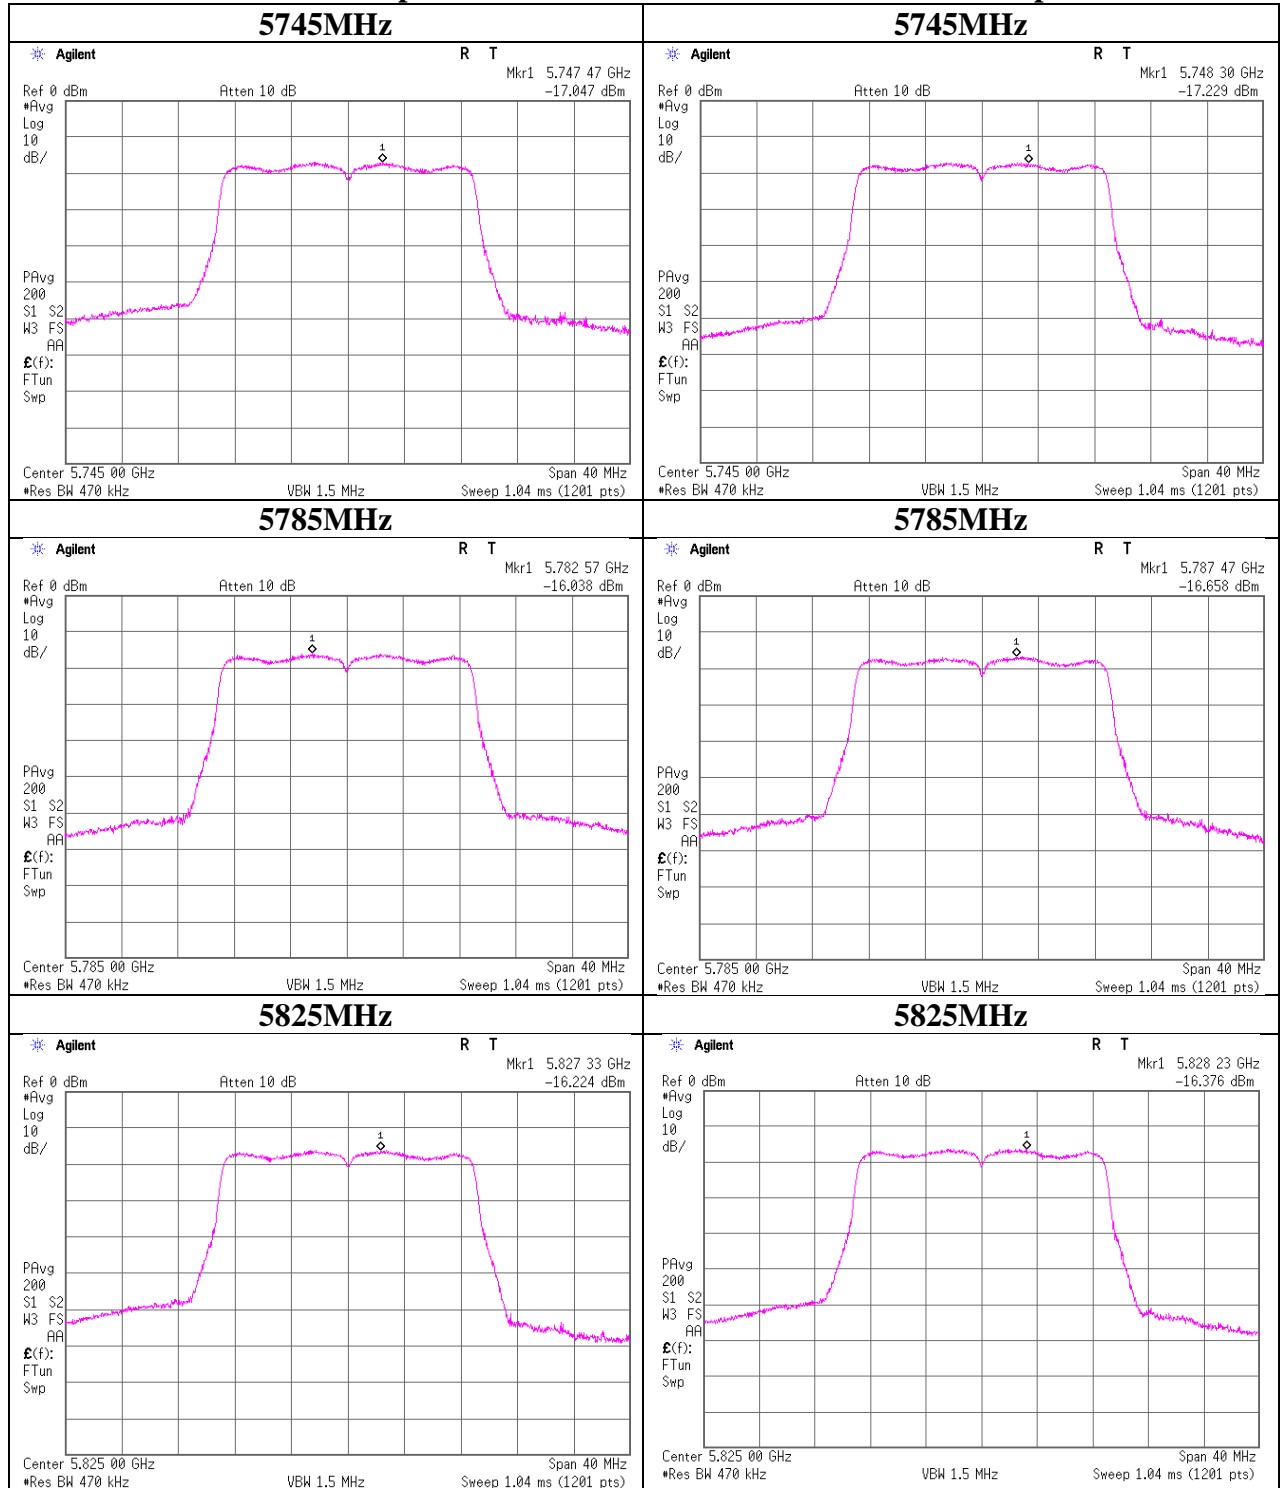 5745MHz
Agilent
R T
Mkr1 5.747 47 GHz
Ref 0 dBm Atten 10 dB -17.047 dBm
#Avg
Log
10
dB/
1
PAvg
200
S1 S2
W3 FS
AA
£(f):
FTun
Swp
Center 5.745 00 GHz Span 40 MHz
#Res BW 470 kHz VBW 1.5 MHz Sweep 1.04 ms (1201 pts)
5745MHz
Agilent
R T
Mkr1 5.748 30 GHz
Ref 0 dBm Atten 10 dB -17.229 dBm
#Avg
Log
10
dB/
1
PAvg
200
S1 S2
W3 FS
AA
£(f):
FTun
Swp
Center 5.745 00 GHz Span 40 MHz
#Res BW 470 kHz VBW 1.5 MHz Sweep 1.04 ms (1201 pts)
5785MHz
Agilent
R T
Mkr1 5.782 57 GHz
Ref 0 dBm Atten 10 dB -16.038 dBm
#Avg
Log
10
dB/
1
PAvg
200
S1 S2
W3 FS
AA
£(f):
FTun
Swp
Center 5.785 00 GHz Span 40 MHz
#Res BW 470 kHz VBW 1.5 MHz Sweep 1.04 ms (1201 pts)
5785MHz
Agilent
R T
Mkr1 5.787 47 GHz
Ref 0 dBm Atten 10 dB -16.658 dBm
#Avg
Log
10
dB/
1
PAvg
200
S1 S2
W3 FS
AA
£(f):
FTun
Swp
Center 5.785 00 GHz Span 40 MHz
#Res BW 470 kHz VBW 1.5 MHz Sweep 1.04 ms (1201 pts)
5825MHz
Agilent
R T
Mkr1 5.827 33 GHz
Ref 0 dBm Atten 10 dB -16.224 dBm
#Avg
Log
10
dB/
1
PAvg
200
S1 S2
W3 FS
AA
£(f):
FTun
Swp
Center 5.825 00 GHz Span 40 MHz
#Res BW 470 kHz VBW 1.5 MHz Sweep 1.04 ms (1201 pts)
5825MHz
Agilent
R T
Mkr1 5.828 23 GHz
Ref 0 dBm Atten 10 dB -16.376 dBm
#Avg
Log
10
dB/
1
PAvg
200
S1 S2
W3 FS
AA
£(f):
FTun
Swp
Center 5.825 00 GHz Span 40 MHz
#Res BW 470 kHz VBW 1.5 MHz Sweep 1.04 ms (1201 pts)